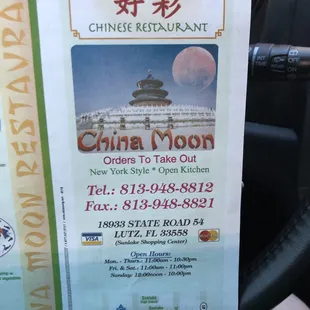 好彩
CHINESE RESTAURANT
China Moon
Orders To Take Out
New York Style * Open Kitchen
Tel.: 813-948-8812
Fax.: 813-948-8821
18933 STATE ROAD 54
LUTZ, FL 33558
(Sunlake Shopping Center)
VISA
MasterCard
Open Hours:
Mon. - Thurs.: 11:00am - 10:30pm
Fri. & Sat.: 11:00am - 11:00pm
Sunday: 12:00noon - 10:00pm
NA MOON RESTAURA